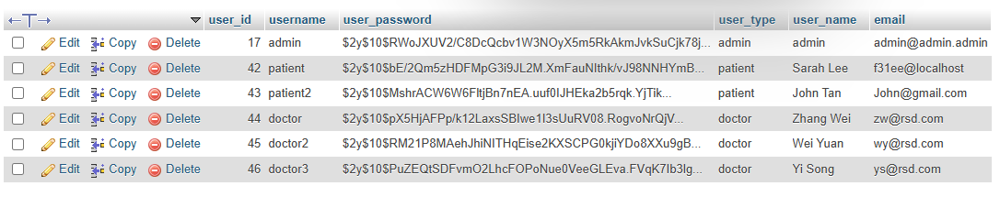 user_id username user_password user_type user_name email
Edit Copy Delete 17 admin $2y$10$RWoJXUV2/C8DcQcbv1W3NOyX5m5RkAkmJvkSuCjk78j... admin admin admin@admin.admin
Edit Copy Delete 42 patient $2y$10$bE/2Qm5zHDFMpG3i9JL2M.XmFauNIthk/vJ98NNHYmB... patient Sarah Lee f31ee@localhost
Edit Copy Delete 43 patient2 $2y$10$MshrACW6W6FItjBn7nEA.uuf0IJHEka2b5rqk.YjTik... patient John Tan John@gmail.com
Edit Copy Delete 44 doctor $2y$10$pX5HjAFPp/k12LaxsSBIwe1I3sUuRV08.RogvoNrQjV... doctor Zhang Wei zw@rsd.com
Edit Copy Delete 45 doctor2 $2y$10$RM21P8MAehJhiNITHqEise2KXSCPG0kjiYDo8XXu9gB... doctor Wei Yuan wy@rsd.com
Edit Copy Delete 46 doctor3 $2y$10$PuZEQtSDFvmO2LhcFOPoNue0VeeGLEva.FVqK7Ib3Ig... doctor Yi Song ys@rsd.com